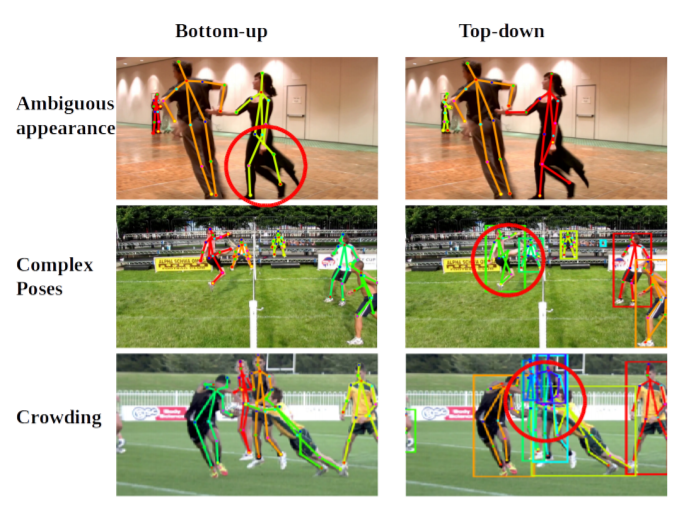 Bottom-up
Top-down
Ambiguous
appearance
Complex
Poses
Crowding